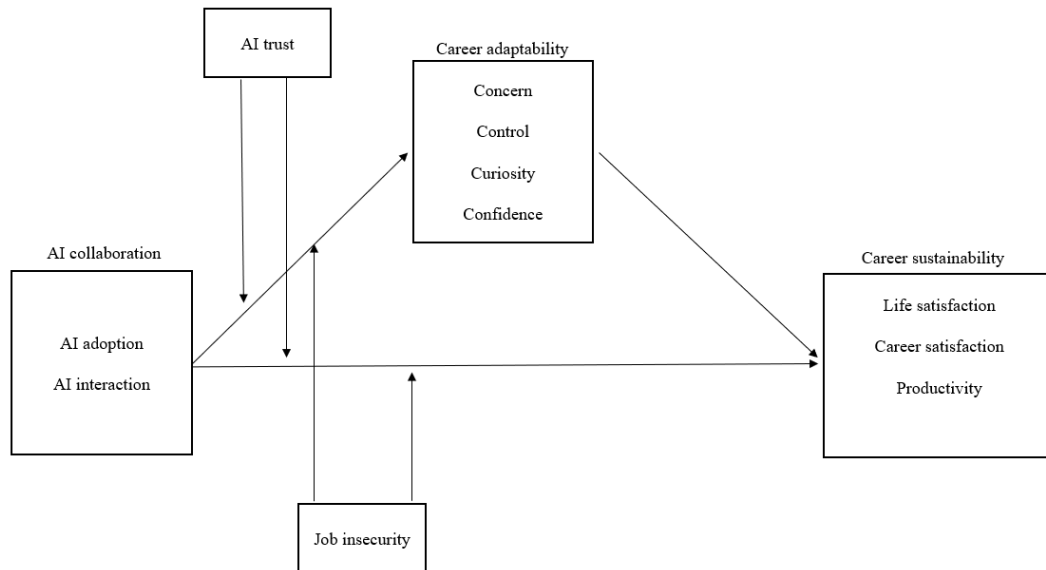 AI trust
Career adaptability
Concern
Control
Curiosity
Confidence
AI collaboration
AI adoption
AI interaction
Career sustainability
Life satisfaction
Career satisfaction
Productivity
Job insecurity